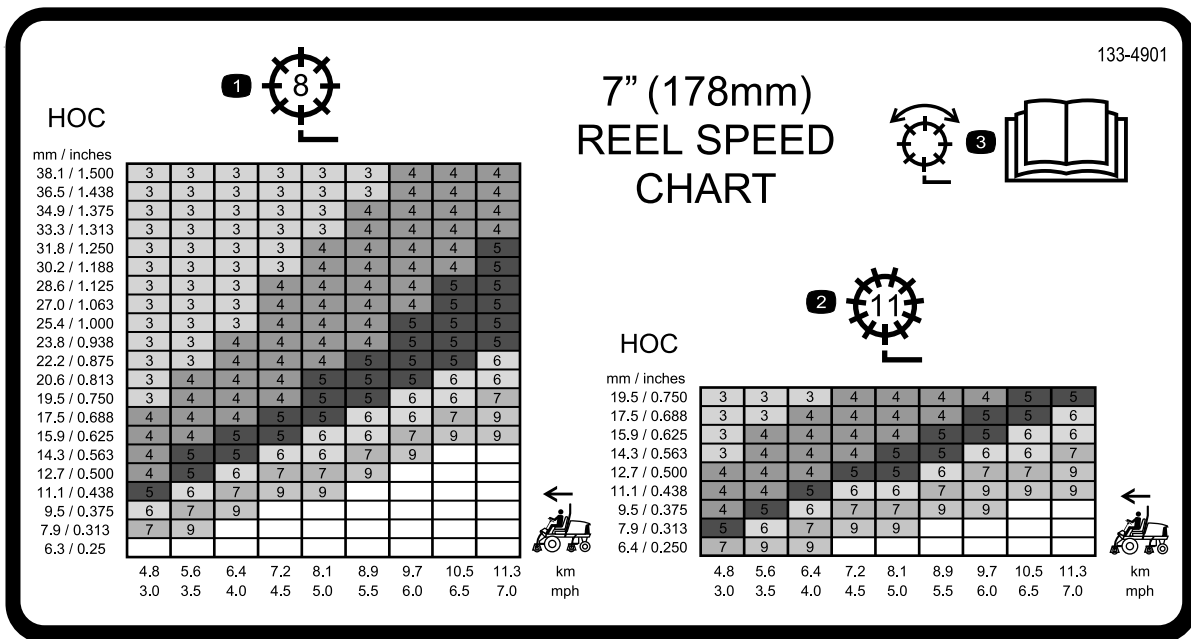 133-4901
7” (178mm)
REEL SPEED
CHART
1
8
3
HOC
mm / inches
38.1 / 1.500 3 3 3 3 3 3 4 4 4
36.5 / 1.438 3 3 3 3 3 3 4 4 4
34.9 / 1.375 3 3 3 3 3 4 4 4 4
33.3 / 1.313 3 3 3 3 3 4 4 4 4
31.8 / 1.250 3 3 3 3 4 4 4 4 5
30.2 / 1.188 3 3 3 3 4 4 4 4 5
28.6 / 1.125 3 3 3 4 4 4 4 5 5
27.0 / 1.063 3 3 3 4 4 4 4 5 5
25.4 / 1.000 3 3 3 4 4 4 5 5 5
23.8 / 0.938 3 3 4 4 4 4 5 5 5
22.2 / 0.875 3 3 4 4 4 5 5 5 6
20.6 / 0.813 3 4 4 4 5 5 5 6 6
19.5 / 0.750 3 4 4 4 5 5 6 6 7
17.5 / 0.688 4 4 4 5 5 6 6 7 9
15.9 / 0.625 4 4 5 5 6 6 7 9 9
14.3 / 0.563 4 5 5 6 6 7 9
12.7 / 0.500 4 5 6 7 7 9
11.1 / 0.438 5 6 7 9 9
9.5 / 0.375 6 7 9
7.9 / 0.313 7 9
6.3 / 0.25
4.8 5.6 6.4 7.2 8.1 8.9 9.7 10.5 11.3 km
3.0 3.5 4.0 4.5 5.0 5.5 6.0 6.5 7.0 mph
2
11
HOC
mm / inches
19.5 / 0.750 3 3 3 4 4 4 4 5 5
17.5 / 0.688 3 3 4 4 4 4 5 5 6
15.9 / 0.625 3 4 4 4 4 5 5 6 6
14.3 / 0.563 3 4 4 4 5 5 6 6 7
12.7 / 0.500 4 4 4 5 5 6 7 7 9
11.1 / 0.438 4 4 5 6 6 7 9 9 9
9.5 / 0.375 4 5 6 7 7 9 9
7.9 / 0.313 5 6 7 9 9
6.4 / 0.250 7 9 9
4.8 5.6 6.4 7.2 8.1 8.9 9.7 10.5 11.3 km
3.0 3.5 4.0 4.5 5.0 5.5 6.0 6.5 7.0 mph